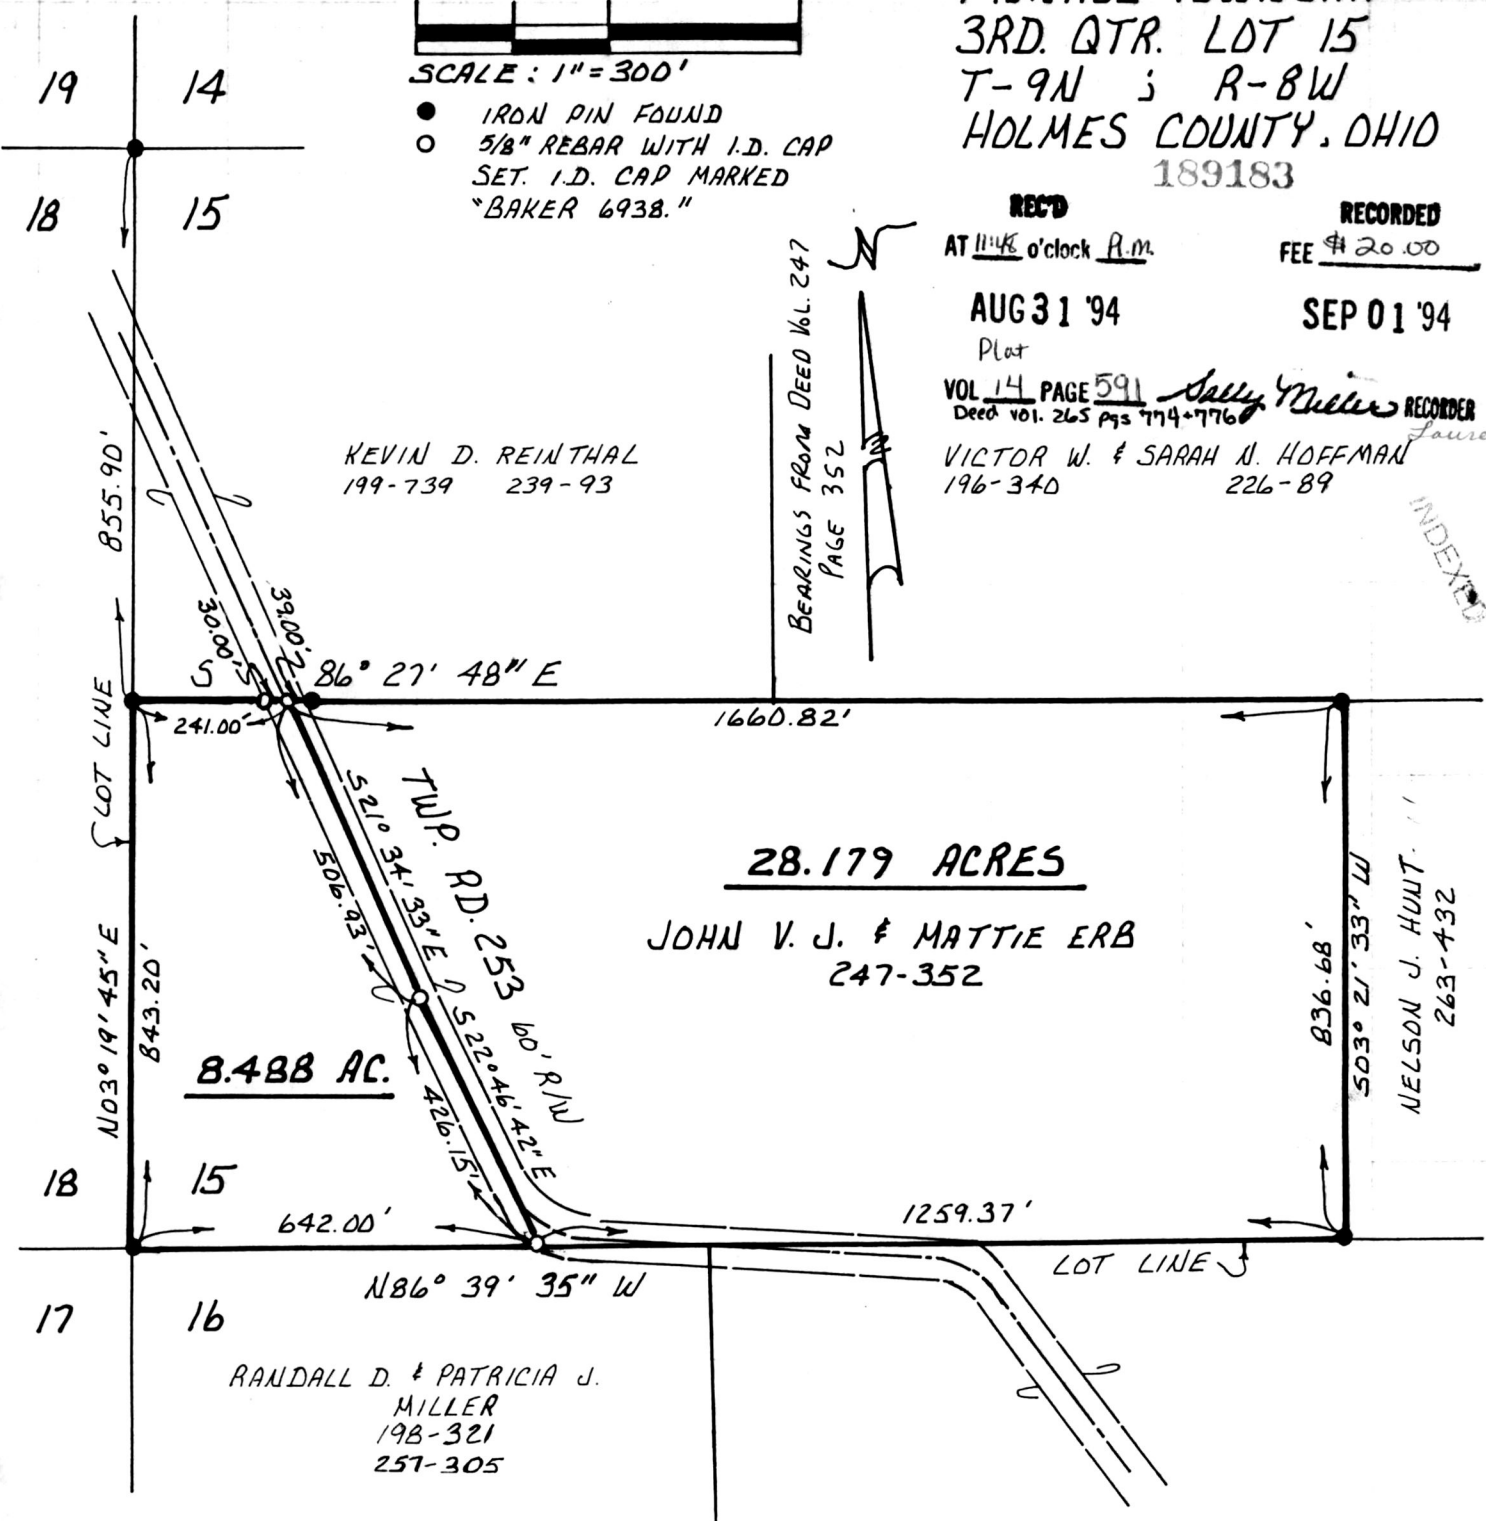 3RD. QTR. LOT 15
T-9N ; R-8W
HOLMES COUNTY, OHIO
189183
SCALE: 1"=300'
IRON PIN FOUND
5/8" REBAR WITH I.D. CAP
SET. I.D. CAP MARKED
"BAKER 6938."
19 14
18 15
REC'D
AT 11:48 o'clock A.M.
AUG 31 '94
RECORDED
FEE $20.00
SEP 01 '94
Plat
VOL 14 PAGE 591 Sally Miller RECORDER
Deed Vol. 265 pgs 774+776
VICTOR W. & SARAH N. HOFFMAN
196-340 226-89
INDEXED
N
BEARINGS FROM DEED VOL. 247
PAGE 352
KEVIN D. REINTHAL
199-739 239-93
855.90'
30.00'
39.00'
S 86° 27' 48" E
241.00'
1660.82'
LOT LINE
TWP. RD. 253 60' R/W
S21° 34' 33" E
506.93'
S22° 46' 42" E
426.15'
28.179 ACRES
JOHN V. J. & MATTIE ERB
247-352
836.68'
S03° 21' 33" W
NELSON J. HUNT
263-432
N03° 19' 45" E
843.20'
8.488 AC.
18 15
642.00'
1259.37'
N86° 39' 35" W
LOT LINE
17 16
RANDALL D. & PATRICIA J.
MILLER
198-321
257-305